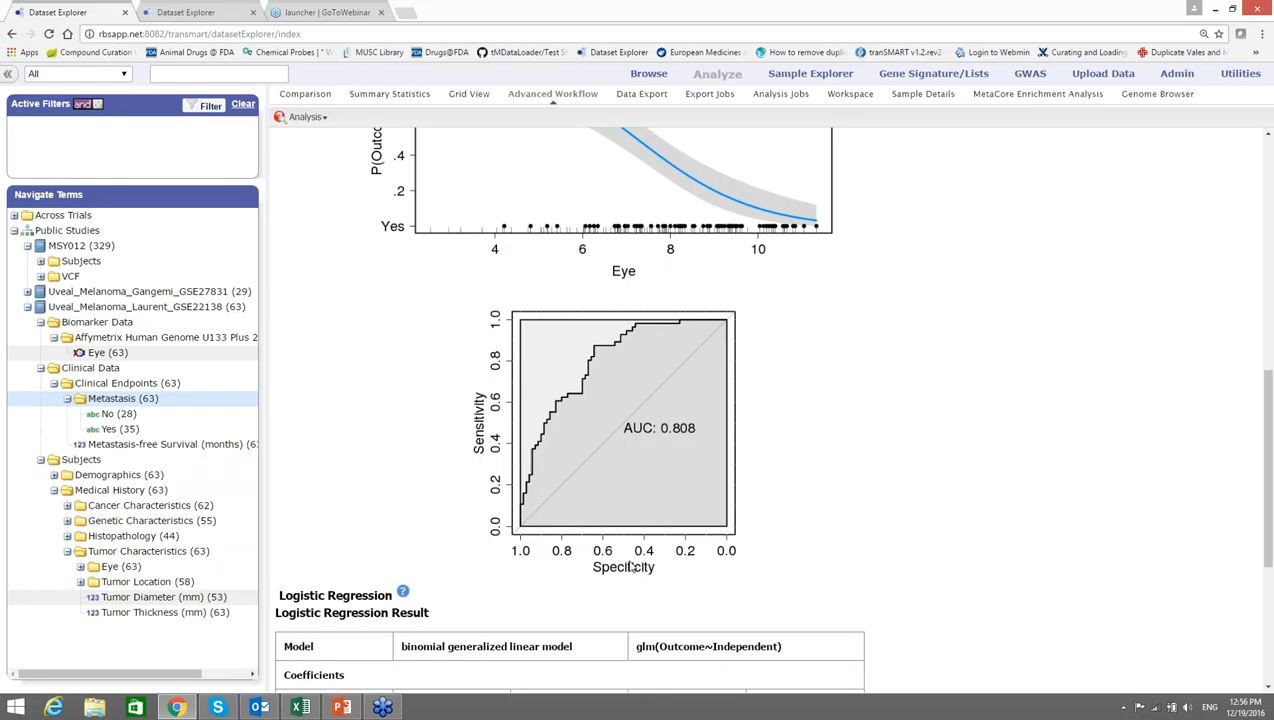 Dataset Explorer
Dataset Explorer
launcher | GoToWebinar
rbsapp.net:8082/transmart/datasetExplorer/index
Apps
Compound Curation
Animal Drugs @ FDA
Chemical Probes | "
MUSC Library
Drugs@FDA
tMDataLoader/Test St
Dataset Explorer
European Medicines A
How to remove duplic
tranSMART v1.2.rev2-
Login to Webmin
Curating and Loading
Duplicate Vales and M
All
Browse
Analyze
Sample Explorer
Gene Signature/Lists
GWAS
Upload Data
Admin
Utilities
Active Filters
and
Filter
Clear
Comparison
Summary Statistics
Grid View
Advanced Workflow
Data Export
Export Jobs
Analysis Jobs
Workspace
Sample Details
MetaCore Enrichment Analysis
Genome Browser
Analysis
Navigate Terms
Across Trials
Public Studies
MSY012 (329)
Subjects
VCF
Uveal_Melanoma_Gangemi_GSE27831 (29)
Uveal_Melanoma_Laurent_GSE22138 (63)
Biomarker Data
Affymetrix Human Genome U133 Plus 2
Eye (63)
Clinical Data
Clinical Endpoints (63)
Metastasis (63)
abc No (28)
abc Yes (35)
123 Metastasis-free Survival (months) (6
Subjects
Demographics (63)
Medical History (63)
Cancer Characteristics (62)
Genetic Characteristics (55)
Histopathology (44)
Tumor Characteristics (63)
Eye (63)
Tumor Location (58)
123 Tumor Diameter (mm) (53)
123 Tumor Thickness (mm) (63)
P(Outco
.4
.2
Yes
4 6 8 10
Eye
Sensitivity
1.0
0.8
0.6
0.4
0.2
0.0
AUC: 0.808
1.0 0.8 0.6 0.4 0.2 0.0
Specificity
Logistic Regression ?
Logistic Regression Result
Model binomial generalized linear model glm(Outcome~Independent)
Coefficients
ENG
12:56 PM
12/19/2016